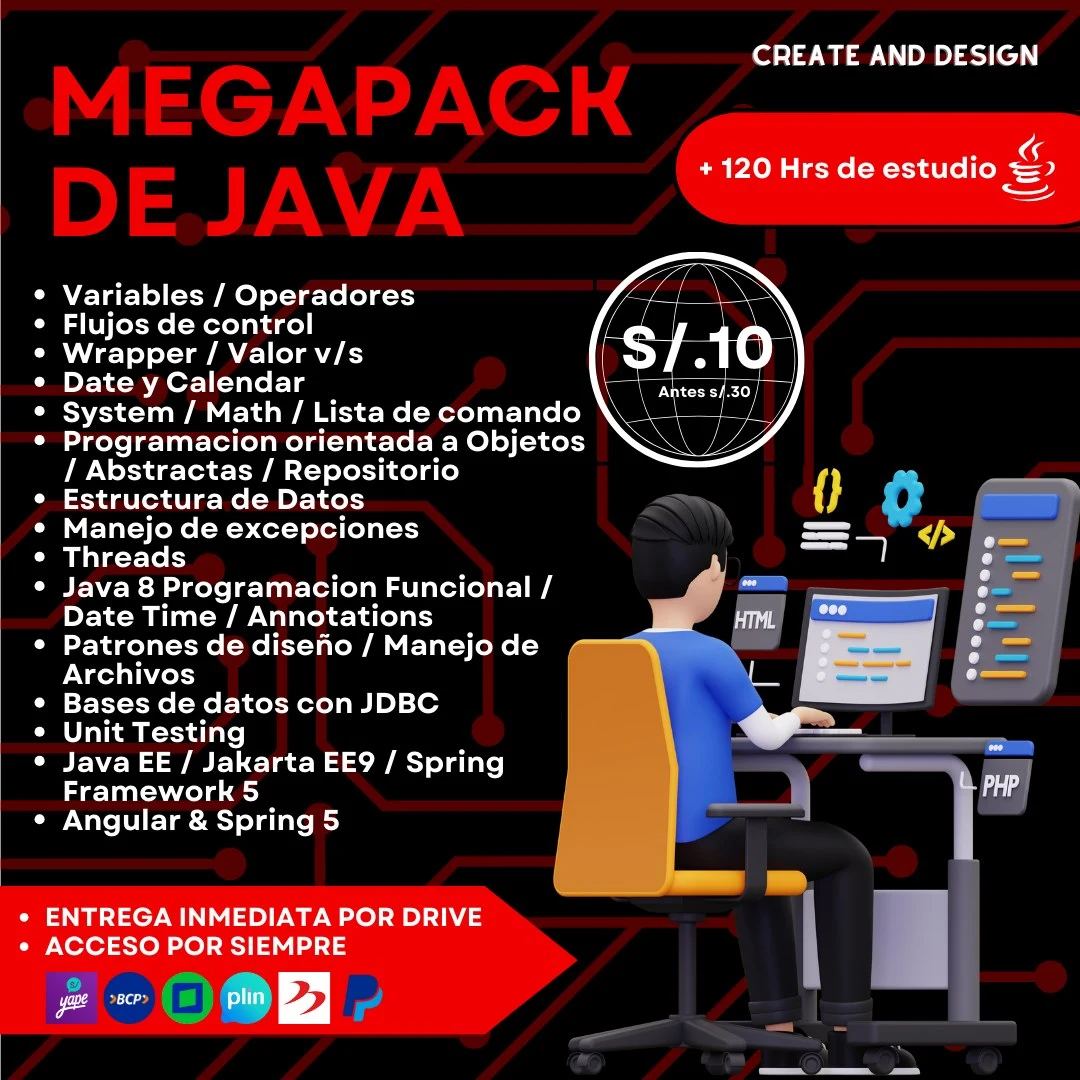 CREATE AND DESIGN
MEGAPACK
DE JAVA
+ 120 Hrs de estudio
• Variables / Operadores
• Flujos de control
• Wrapper / Valor v/s
• Date y Calendar
• System / Math / Lista de comando
• Programacion orientada a Objetos
/ Abstractas / Repositorio
• Estructura de Datos
• Manejo de excepciones
• Threads
• Java 8 Programacion Funcional /
Date Time / Annotations
• Patrones de diseño / Manejo de
Archivos
• Bases de datos con JDBC
• Unit Testing
• Java EE / Jakarta EE9 / Spring
Framework 5
• Angular & Spring 5
S/.10
Antes s/.30
{}
</>
HTML
PHP
• ENTREGA INMEDIATA POR DRIVE
• ACCESO POR SIEMPRE
S/
yape
›BCP›
plin